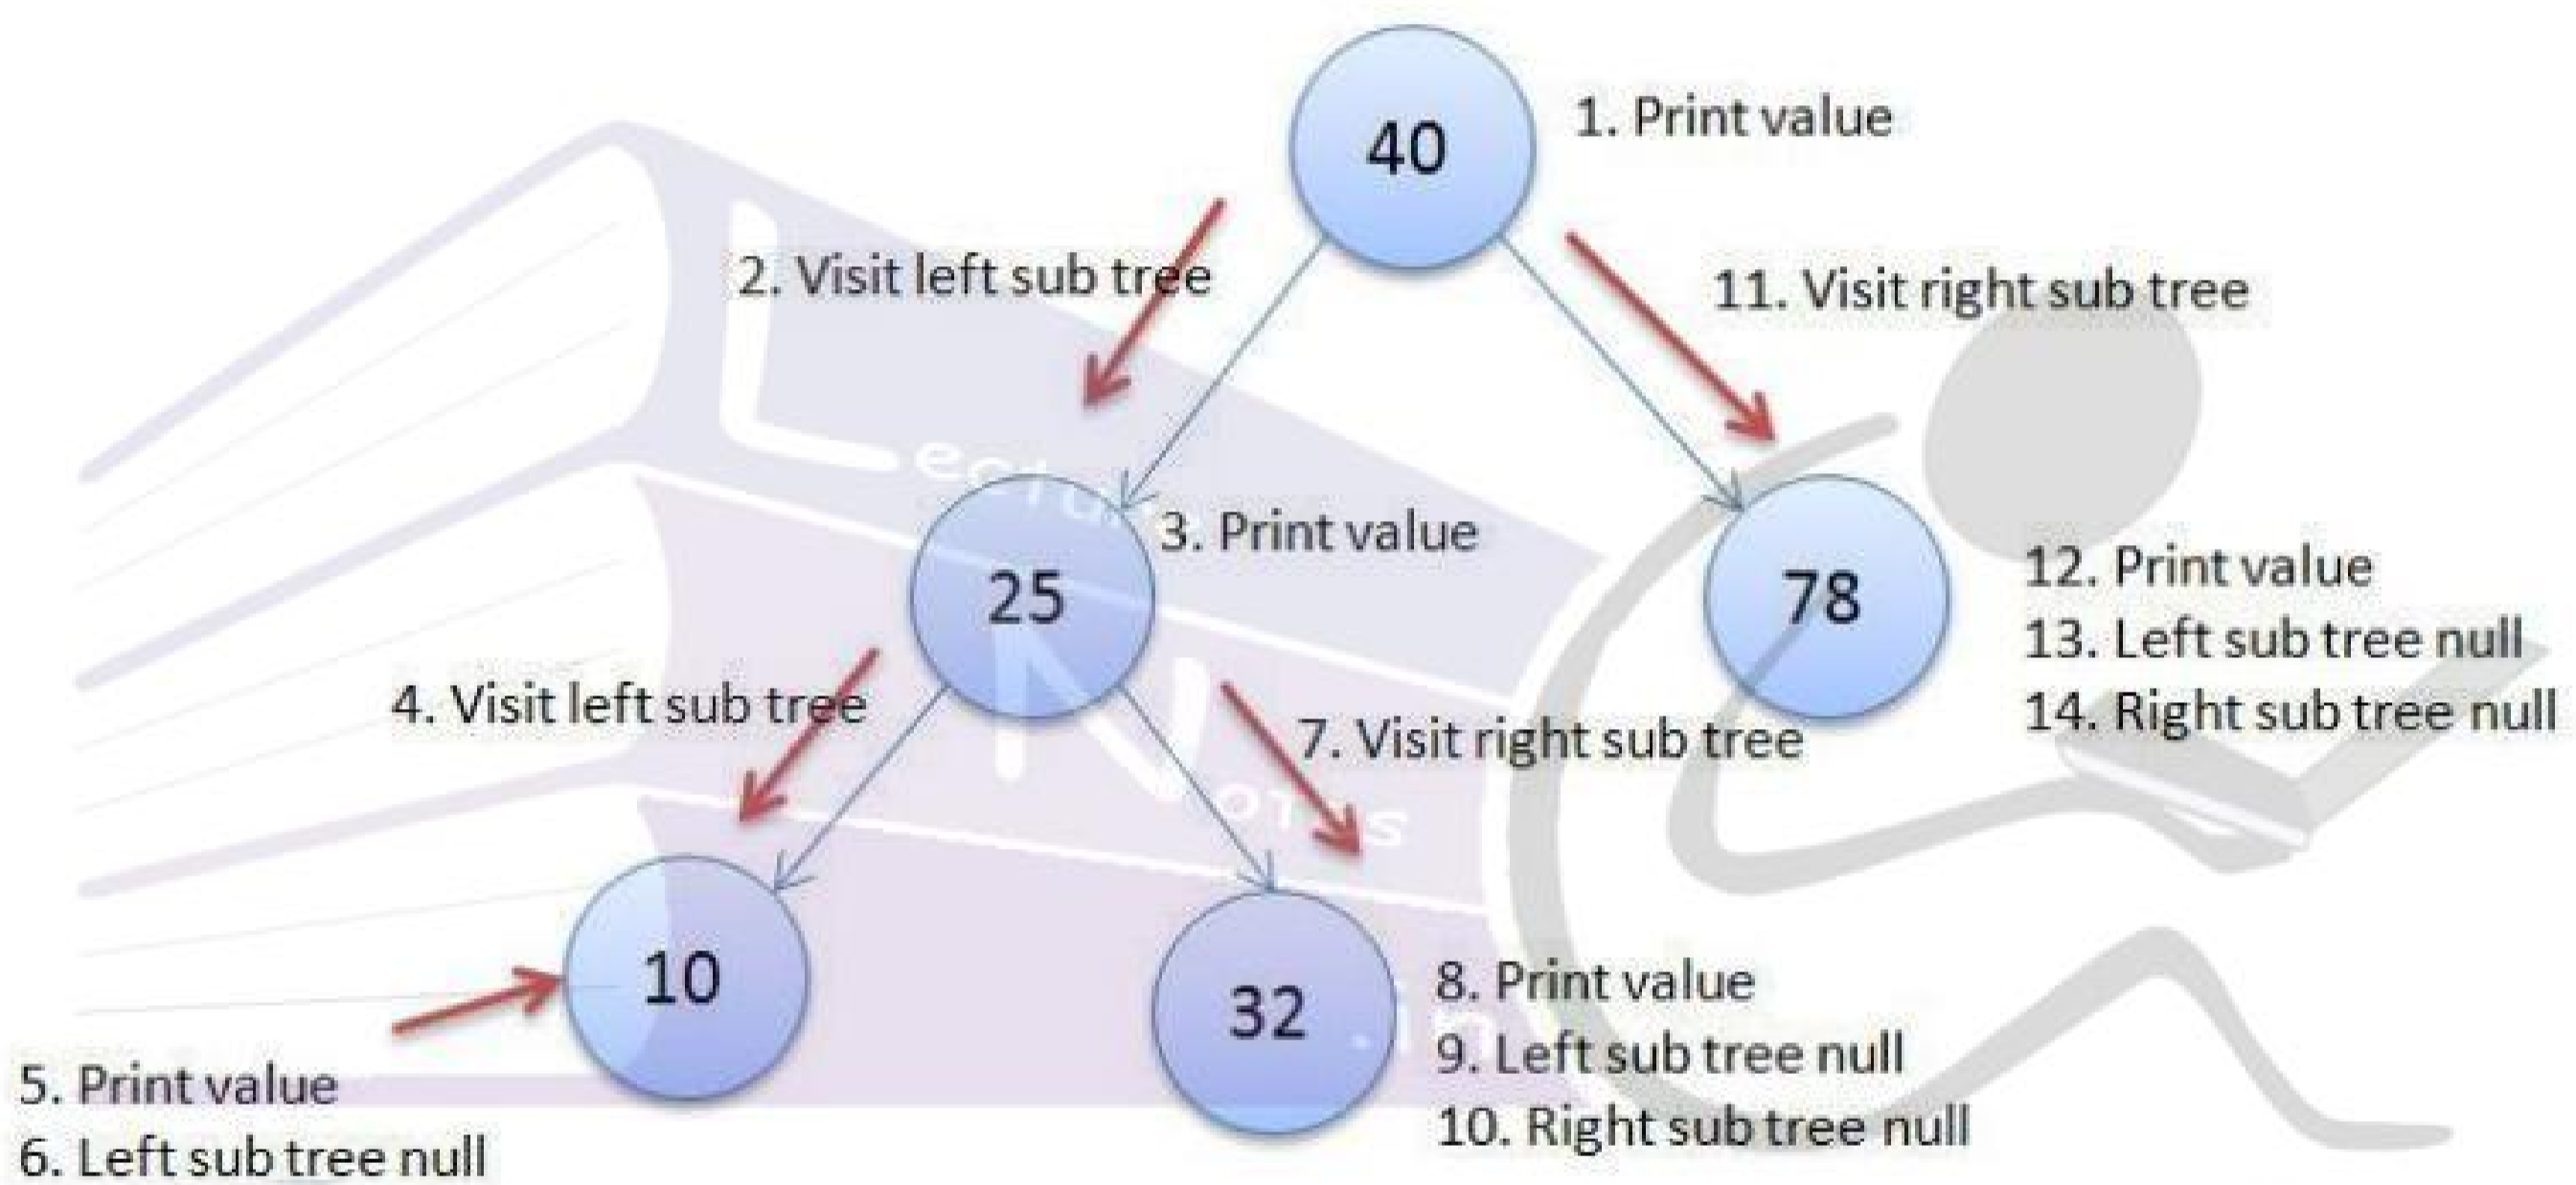 40
1. Print value
2. Visit left sub tree
11. Visit right sub tree
Lecture
25
3. Print value
78
12. Print value
13. Left sub tree null
14. Right sub tree null
4. Visit left sub tree
7. Visit right sub tree
Notes
10
32
5. Print value
6. Left sub tree null
8. Print value
9. Left sub tree null
10. Right sub tree null
.in